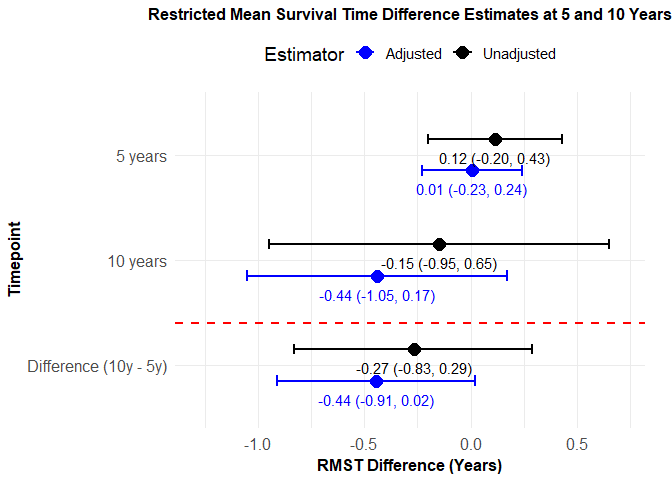 Restricted Mean Survival Time Difference Estimates at 5 and 10 Years
Estimator Adjusted Unadjusted
5 years
0.12 (-0.20, 0.43)
0.01 (-0.23, 0.24)
10 years
-0.15 (-0.95, 0.65)
-0.44 (-1.05, 0.17)
Difference (10y - 5y)
-0.27 (-0.83, 0.29)
-0.44 (-0.91, 0.02)
Timepoint
-1.0 -0.5 0.0 0.5
RMST Difference (Years)